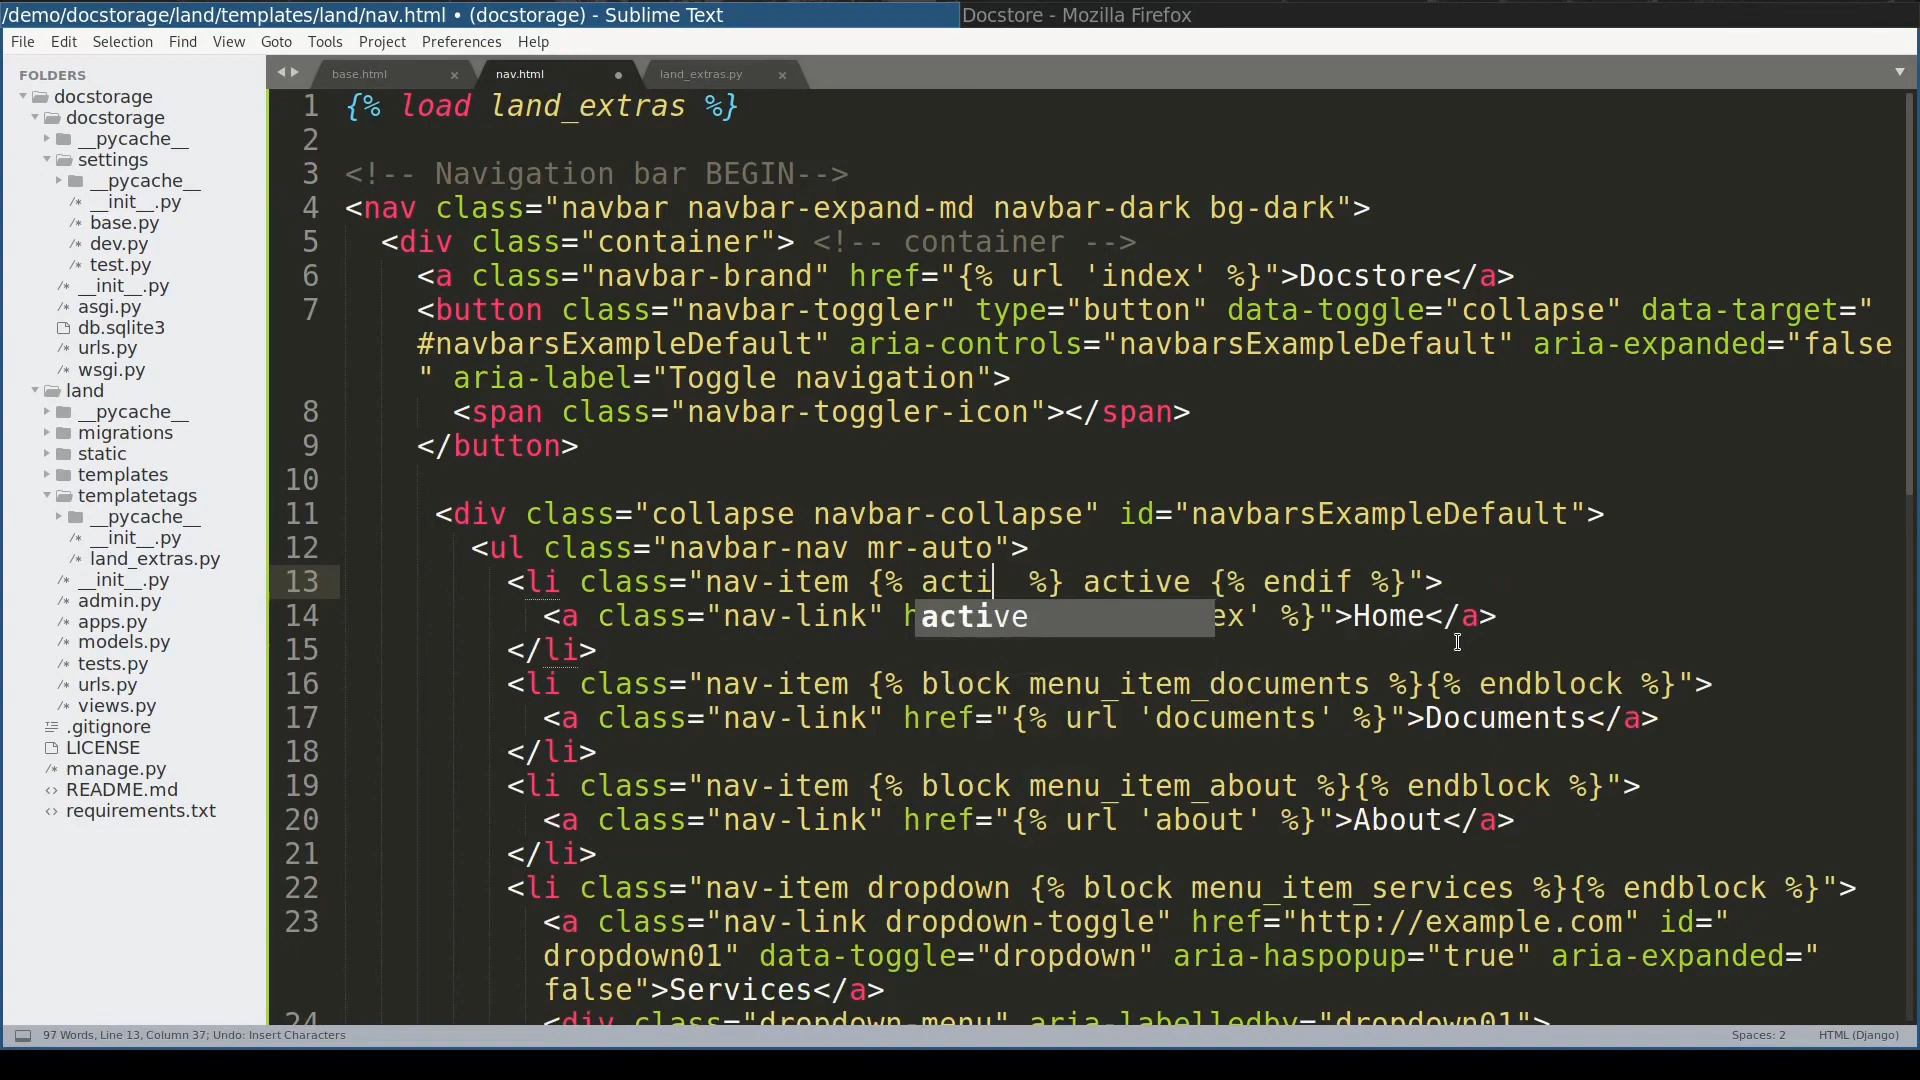 /demo/docstorage/land/templates/land/nav.html • (docstorage) - Sublime Text
Docstore - Mozilla Firefox
File Edit Selection Find View Goto Tools Project Preferences Help
FOLDERS
docstorage
docstorage
__pycache__
settings
__pycache__
__init__.py
base.py
dev.py
test.py
__init__.py
asgi.py
db.sqlite3
urls.py
wsgi.py
land
__pycache__
migrations
static
templates
templatetags
__pycache__
__init__.py
land_extras.py
__init__.py
admin.py
apps.py
models.py
tests.py
urls.py
views.py
.gitignore
LICENSE
manage.py
README.md
requirements.txt
base.html nav.html land_extras.py
1 {% load land_extras %}
2
3 <!-- Navigation bar BEGIN-->
4 <nav class="navbar navbar-expand-md navbar-dark bg-dark">
5 <div class="container"> <!-- container -->
6 <a class="navbar-brand" href="{% url 'index' %}">Docstore</a>
7 <button class="navbar-toggler" type="button" data-toggle="collapse" data-target="
#navbarsExampleDefault" aria-controls="navbarsExampleDefault" aria-expanded="false
" aria-label="Toggle navigation">
8 <span class="navbar-toggler-icon"></span>
9 </button>
10
11 <div class="collapse navbar-collapse" id="navbarsExampleDefault">
12 <ul class="navbar-nav mr-auto">
13 <li class="nav-item {% acti %} active {% endif %}">
14 <a class="nav-link" h active ex' %}">Home</a>
15 </li>
16 <li class="nav-item {% block menu_item_documents %}{% endblock %}">
17 <a class="nav-link" href="{% url 'documents' %}">Documents</a>
18 </li>
19 <li class="nav-item {% block menu_item_about %}{% endblock %}">
20 <a class="nav-link" href="{% url 'about' %}">About</a>
21 </li>
22 <li class="nav-item dropdown {% block menu_item_services %}{% endblock %}">
23 <a class="nav-link dropdown-toggle" href="http://example.com" id="
dropdown01" data-toggle="dropdown" aria-haspopup="true" aria-expanded="
false">Services</a>
24 <div class="dropdown-menu" aria-labelledby="dropdown01">
97 Words, Line 13, Column 37; Undo: Insert Characters
Spaces: 2 HTML (Django)